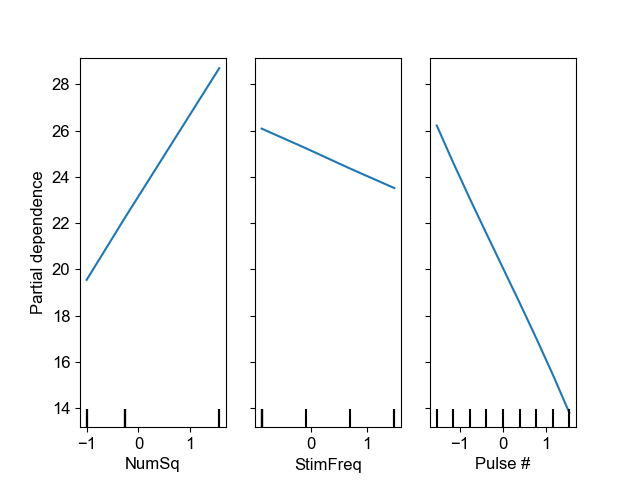 Partial dependence
28
26
24
22
20
18
16
14
−1 0 1
0 1
−1 0 1
NumSq
StimFreq
Pulse #